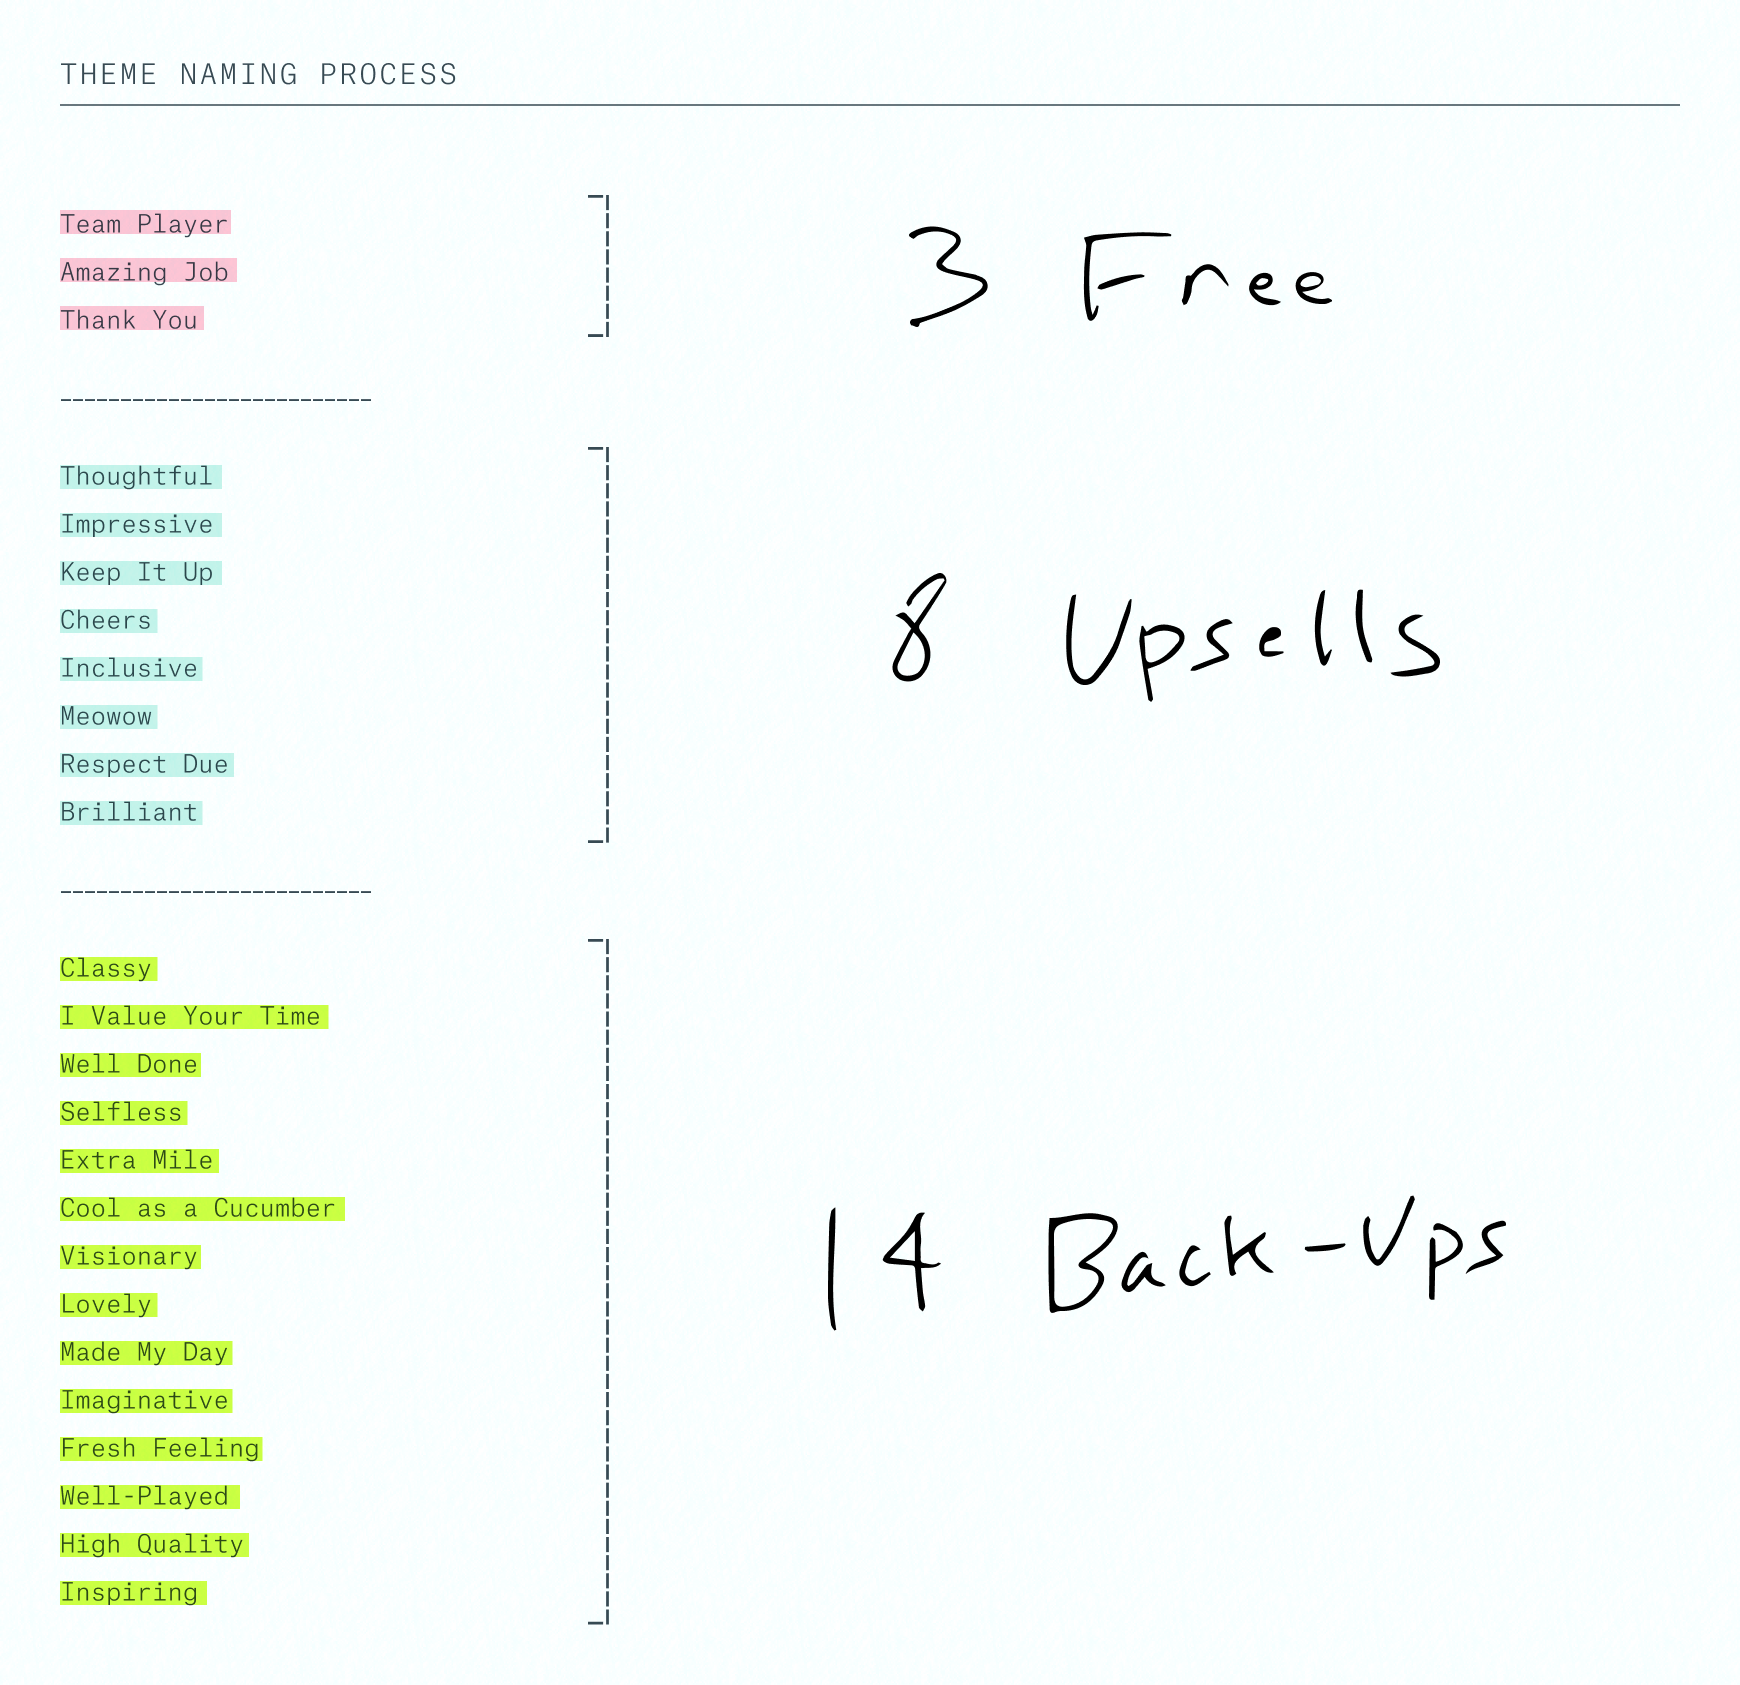 THEME NAMING PROCESS
Team Player
Amazing Job
Thank You
3 Free
--------------------------
Thoughtful
Impressive
Keep It Up
Cheers
Inclusive
Meowow
Respect Due
Brilliant
8 Upsells
--------------------------
Classy
I Value Your Time
Well Done
Selfless
Extra Mile
Cool as a Cucumber
Visionary
Lovely
Made My Day
Imaginative
Fresh Feeling
Well-Played
High Quality
Inspiring
14 Back-Ups